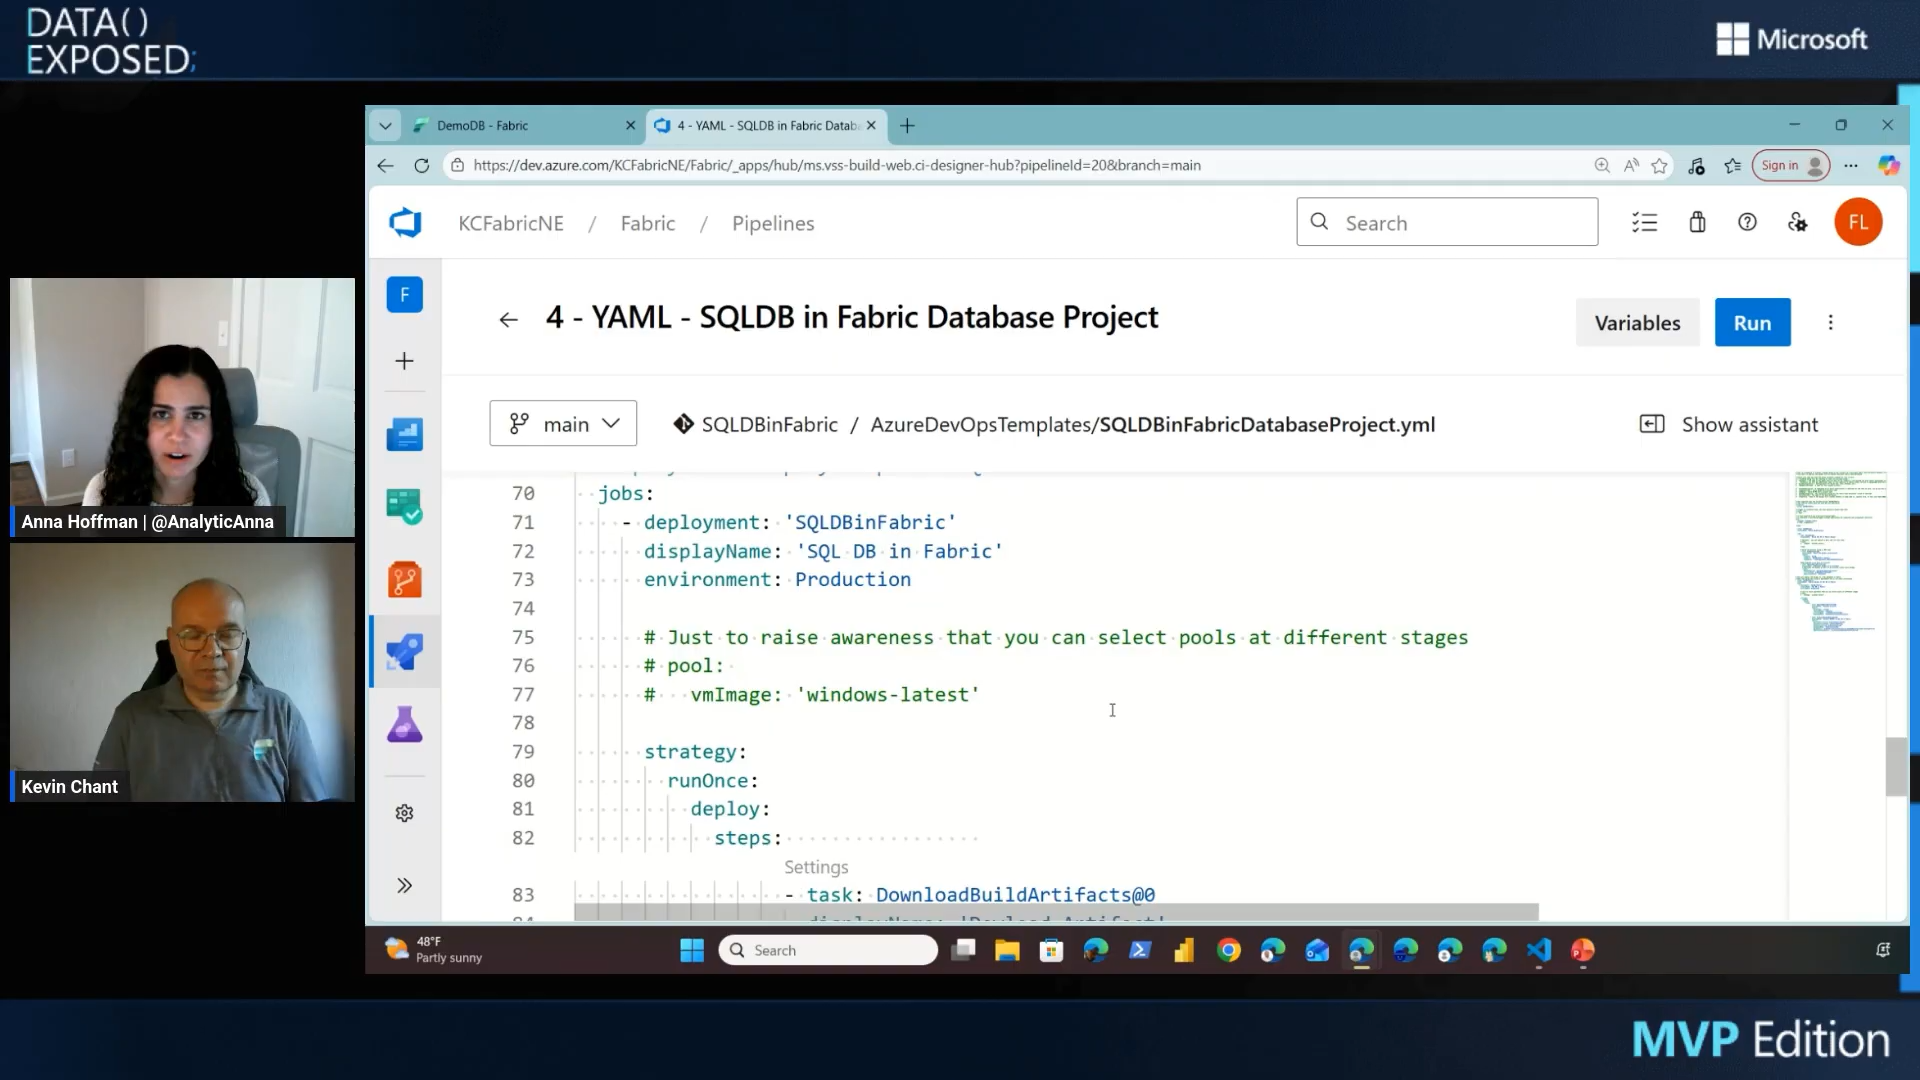 DATA()
EXPOSED;
Microsoft
DemoDB - Fabric
4 - YAML - SQLDB in Fabric Datab
https://dev.azure.com/KCFabricNE/Fabric/_apps/hub/ms.vss-build-web.ci-designer-hub?pipelineId=20&branch=main
Sign in
KCFabricNE / Fabric / Pipelines
Search
FL
F
4 - YAML - SQLDB in Fabric Database Project
Variables
Run
main
SQLDBinFabric / AzureDevOpsTemplates/SQLDBinFabricDatabaseProject.yml
Show assistant
70 jobs:
71 - deployment: 'SQLDBinFabric'
72 displayName: 'SQL DB in Fabric'
73 environment: Production
74
75 # Just to raise awareness that you can select pools at different stages
76 # pool:
77 # vmImage: 'windows-latest'
78
79 strategy:
80 runOnce:
81 deploy:
82 steps:
Settings
83 - task: DownloadBuildArtifacts@0
Anna Hoffman | @AnalyticAnna
Kevin Chant
48°F
Partly sunny
Search
MVP Edition